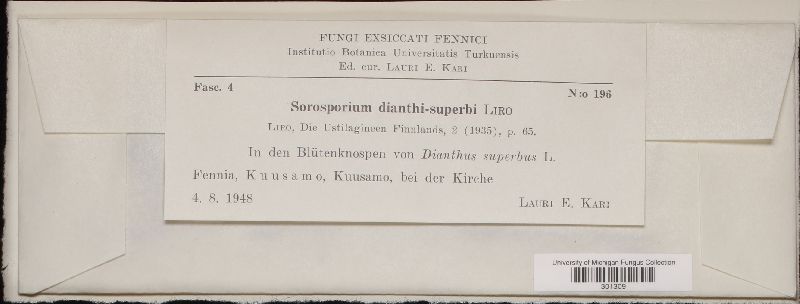 FUNGI EXSICCATI FENNICI
Institutio Botanica Universitatis Turkuensis
Ed. cur. LAURI E. KARI
Fasc. 4 N:o 196
Sorosporium dianthi-superbi LIRO
LIRO, Die Ustilagineen Finnlands, 2 (1935), p. 65.
In den Blütenknospen von Dianthus superbus L.
Fennia, Kuusamo, Kuusamo, bei der Kirche
4. 8. 1948 LAURI E. KARI
University of Michigan Fungus Collection
301309